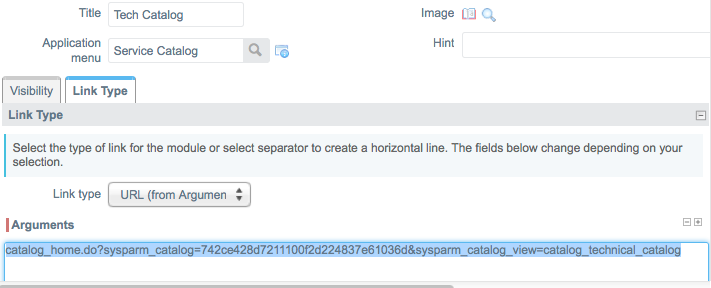 Title Tech Catalog Image
Application menu Service Catalog Hint
Visibility Link Type
Link Type
Select the type of link for the module or select separator to create a horizontal line. The fields below change depending on your
selection.
Link type URL (from Argumen
Arguments
catalog_home.do?sysparm_catalog=742ce428d7211100f2d224837e61036d&sysparm_catalog_view=catalog_technical_catalog